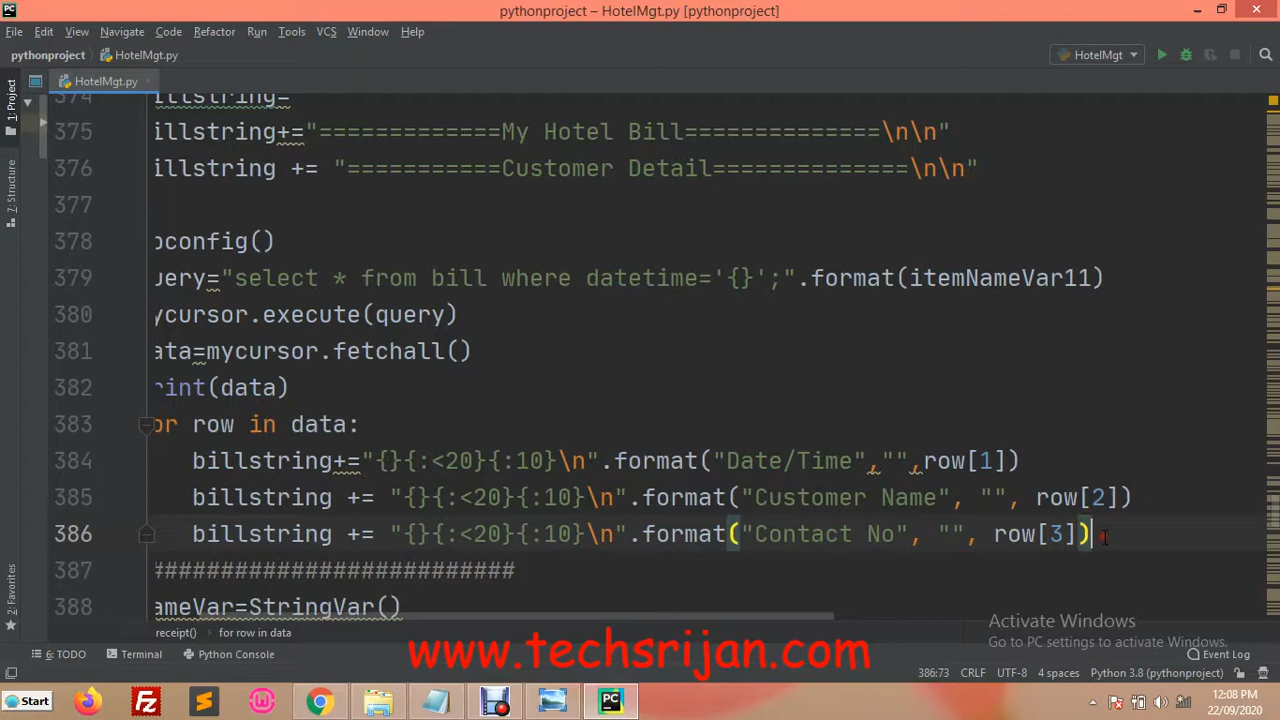 PC pythonproject – HotelMgt.py [pythonproject]
File Edit View Navigate Code Refactor Run Tools VCS Window Help
pythonproject HotelMgt.py HotelMgt
1: Project HotelMgt.py
374 illstring=
375 illstring+="=============My Hotel Bill==============\n\n"
376 illstring += "===========Customer Detail==============\n\n"
377
378 bconfig()
379 uery="select * from bill where datetime='{}';".format(itemNameVar11)
380 ycursor.execute(query)
381 ata=mycursor.fetchall()
382 rint(data)
383 or row in data:
384 billstring+="{}{:<20}{:10}\n".format("Date/Time","",row[1])
385 billstring += "{}{:<20}{:10}\n".format("Customer Name", "", row[2])
386 billstring += "{}{:<20}{:10}\n".format("Contact No", "", row[3])
387 ##########################
388 ameVar=StringVar()
7: Structure
2: Favorites
receipt() for row in data
Activate Windows
Go to PC settings to activate Windows.
6: TODO Terminal Python Console Event Log
www.techsrijan.com
386:73 CRLF UTF-8 4 spaces Python 3.8 (pythonproject)
Start PC 12:08 PM
22/09/2020